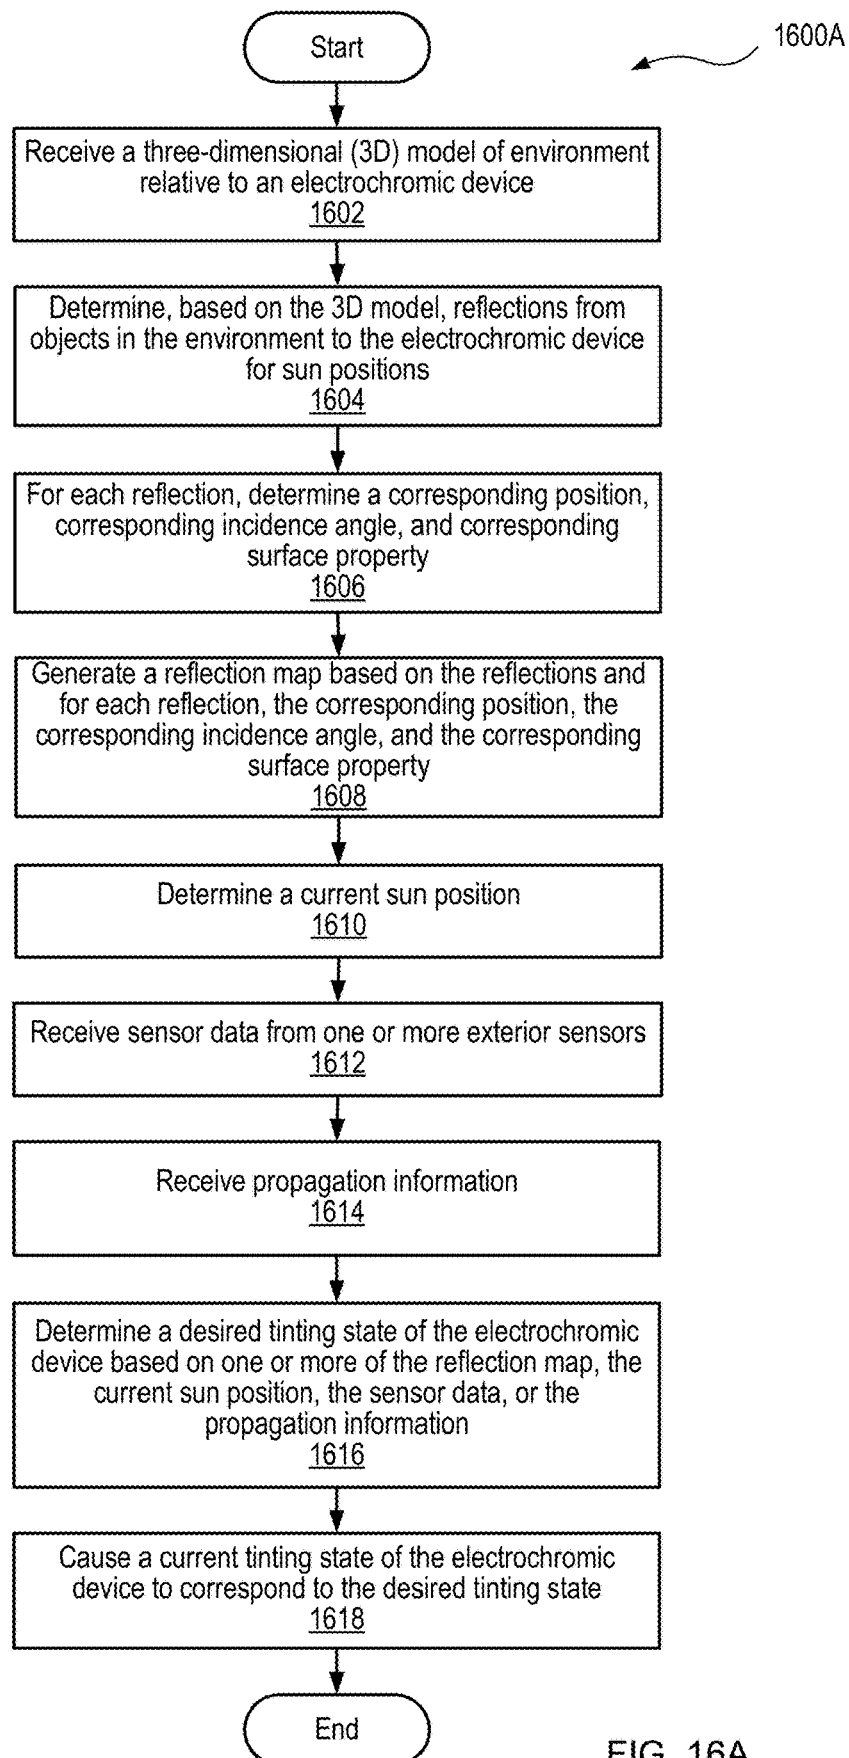 Start
1600A
Receive a three-dimensional (3D) model of environment
relative to an electrochromic device
1602
Determine, based on the 3D model, reflections from
objects in the environment to the electrochromic device
for sun positions
1604
For each reflection, determine a corresponding position,
corresponding incidence angle, and corresponding
surface property
1606
Generate a reflection map based on the reflections and
for each reflection, the corresponding position, the
corresponding incidence angle, and the corresponding
surface property
1608
Determine a current sun position
1610
Receive sensor data from one or more exterior sensors
1612
Receive propagation information
1614
Determine a desired tinting state of the electrochromic
device based on one or more of the reflection map, the
current sun position, the sensor data, or the
propagation information
1616
Cause a current tinting state of the electrochromic
device to correspond to the desired tinting state
1618
End
FIG. 16A